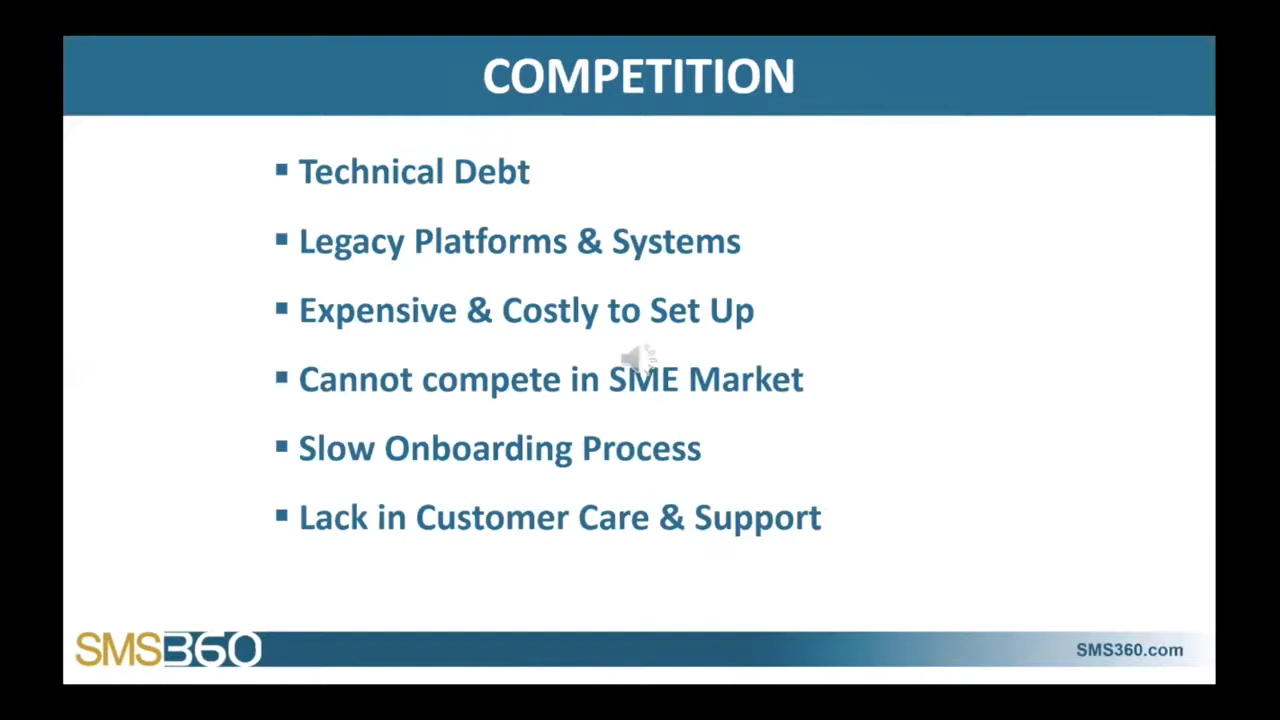 COMPETITION
▪ Technical Debt
▪ Legacy Platforms & Systems
▪ Expensive & Costly to Set Up
▪ Cannot compete in SME Market
▪ Slow Onboarding Process
▪ Lack in Customer Care & Support
SMS360
SMS360.com